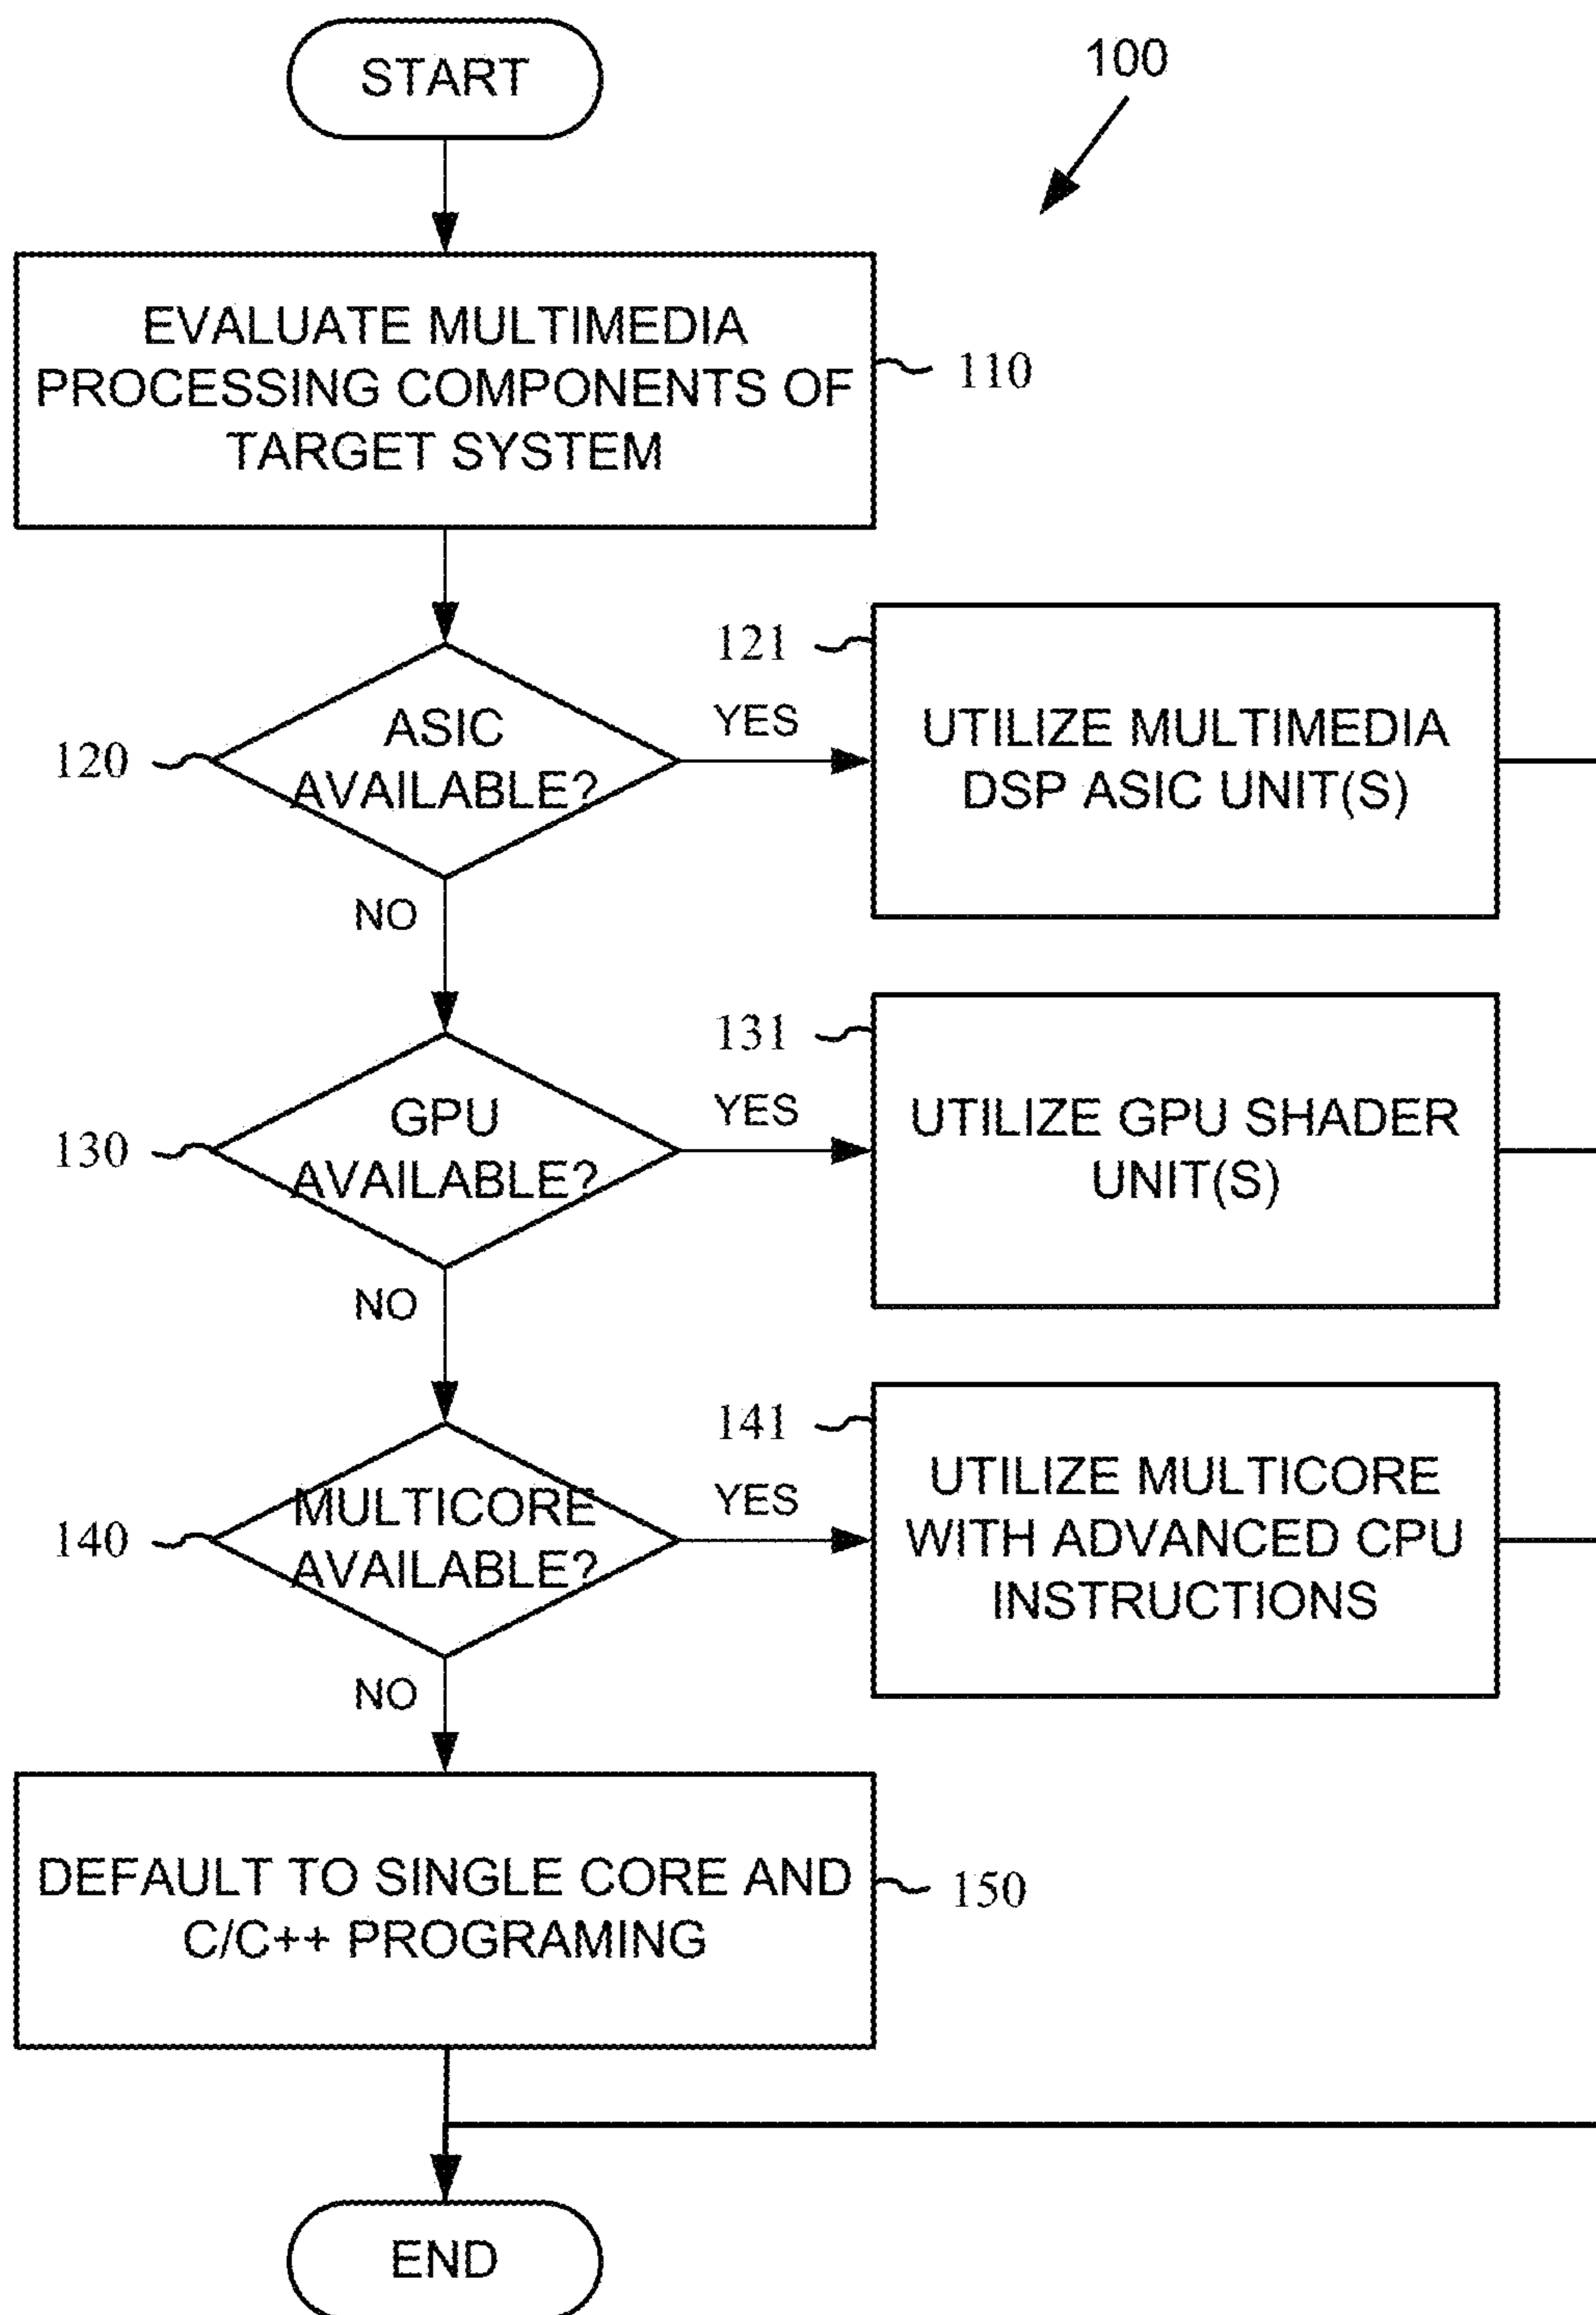 START
100
EVALUATE MULTIMEDIA
PROCESSING COMPONENTS OF
TARGET SYSTEM
110
120
ASIC
AVAILABLE?
YES
NO
121
UTILIZE MULTIMEDIA
DSP ASIC UNIT(S)
130
GPU
AVAILABLE?
YES
NO
131
UTILIZE GPU SHADER
UNIT(S)
140
MULTICORE
AVAILABLE?
YES
NO
141
UTILIZE MULTICORE
WITH ADVANCED CPU
INSTRUCTIONS
DEFAULT TO SINGLE CORE AND
C/C++ PROGRAMING
150
END